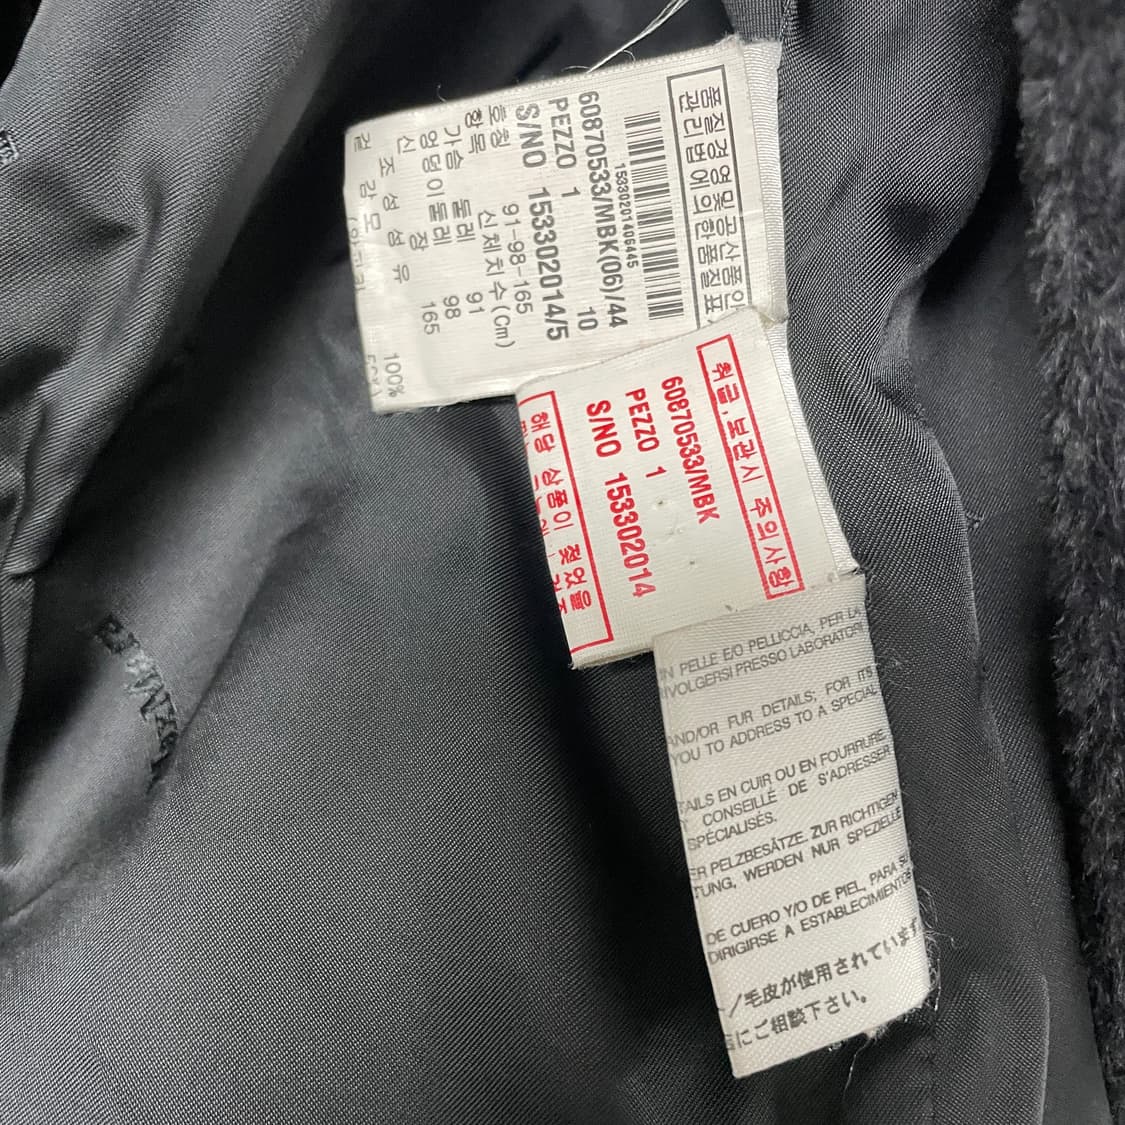 품질경영및공산품안
관리법에의한품질표
15330201406445
60870533/MBK(06)/44
PEZZO 1 10
S/NO 153302014/5
호칭 91-98-165
항목 신체치수(Cm)
가슴 둘레 91
엉덩이둘레 98
신 장 165
조성섬유
겉 감 모 100%
취급.보관시 주의사항
60870533/MBK
PEZZO 1
S/NO 153302014
해당 상품이 젖었을
IN PELLE E/O PELLICCIA, PER LA
IVOLGERSI PRESSO LABORATORI
AND/OR FUR DETAILS; FOR ITS
YOU TO ADDRESS TO A SPECIAL
TAILS EN CUIR OU EN FOURRURE
CONSEILLÉ DE S'ADRESSER
SPÉCIALISÉS.
ER PELZBESÄTZE. ZUR RICHTIGEN
TUNG, WERDEN NUR SPEZIELLE
DE CUERO Y/O DE PIEL, PARA SU
DIRIGIRSE A ESTABLECIMIENTOS
/毛皮が使用されています
にご相談下さい。